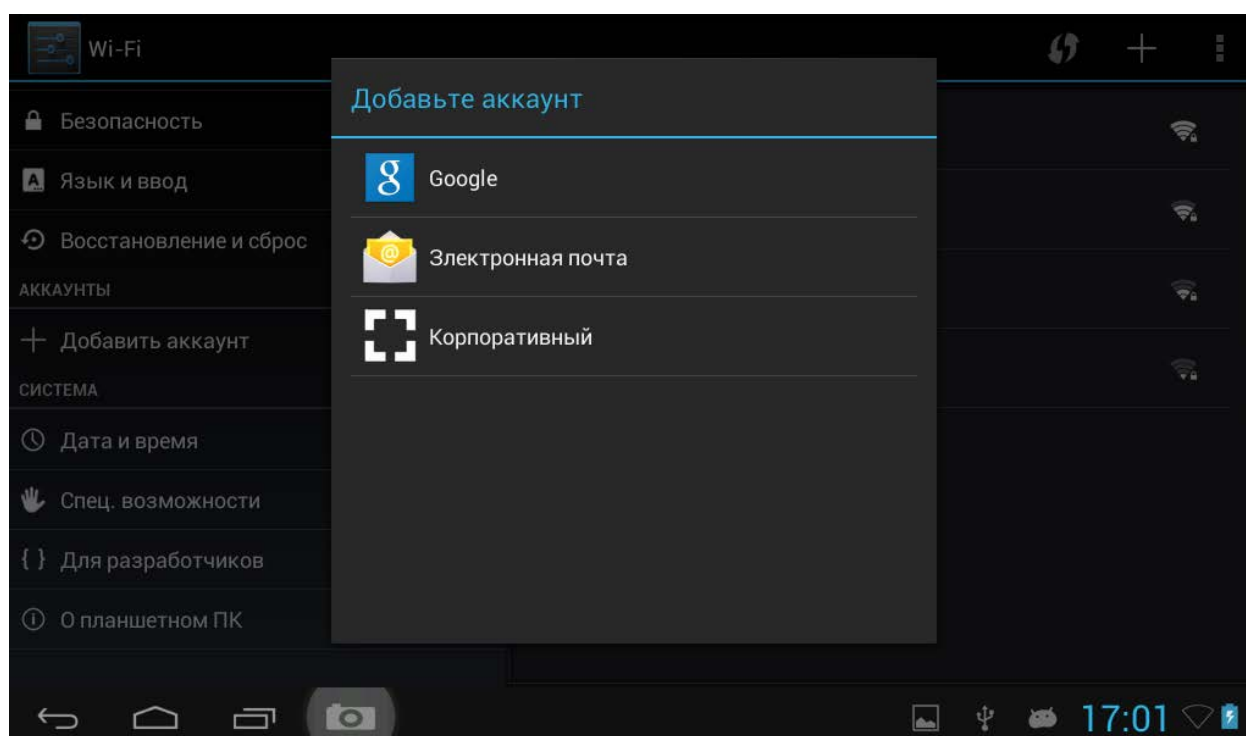 Wi-Fi
Безопасность
Язык и ввод
Восстановление и сброс
АККАУНТЫ
Добавить аккаунт
СИСТЕМА
Дата и время
Спец. возможности
{ } Для разработчиков
О планшетном ПК
Добавьте аккаунт
Google
Злектронная почта
Корпоративный
17:01